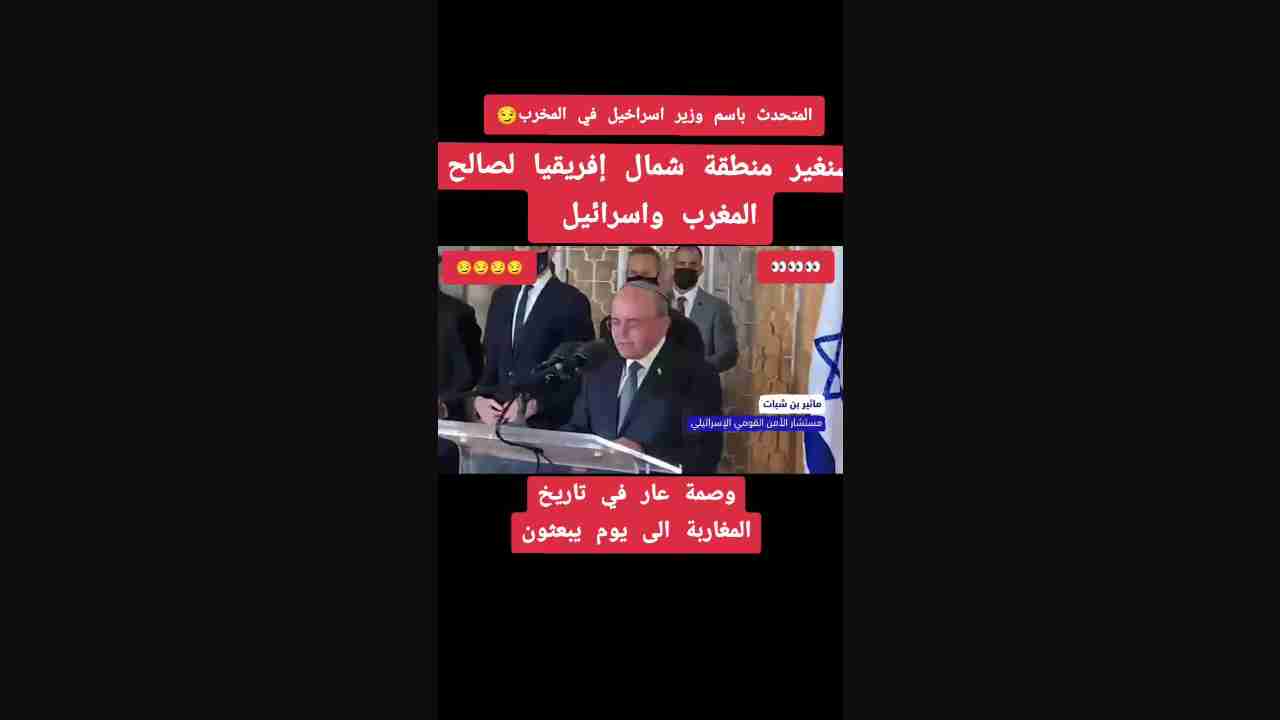 المتحدث باسم وزير اسراخيل في المخرب😏
سنغير منطقة شمال إفريقيا لصالح
المغرب واسرائيل
مائير بن شبات
مستشار الأمن القومي الإسرائيلي
وصمة عار في تاريخ
المغاربة الى يوم يبعثون